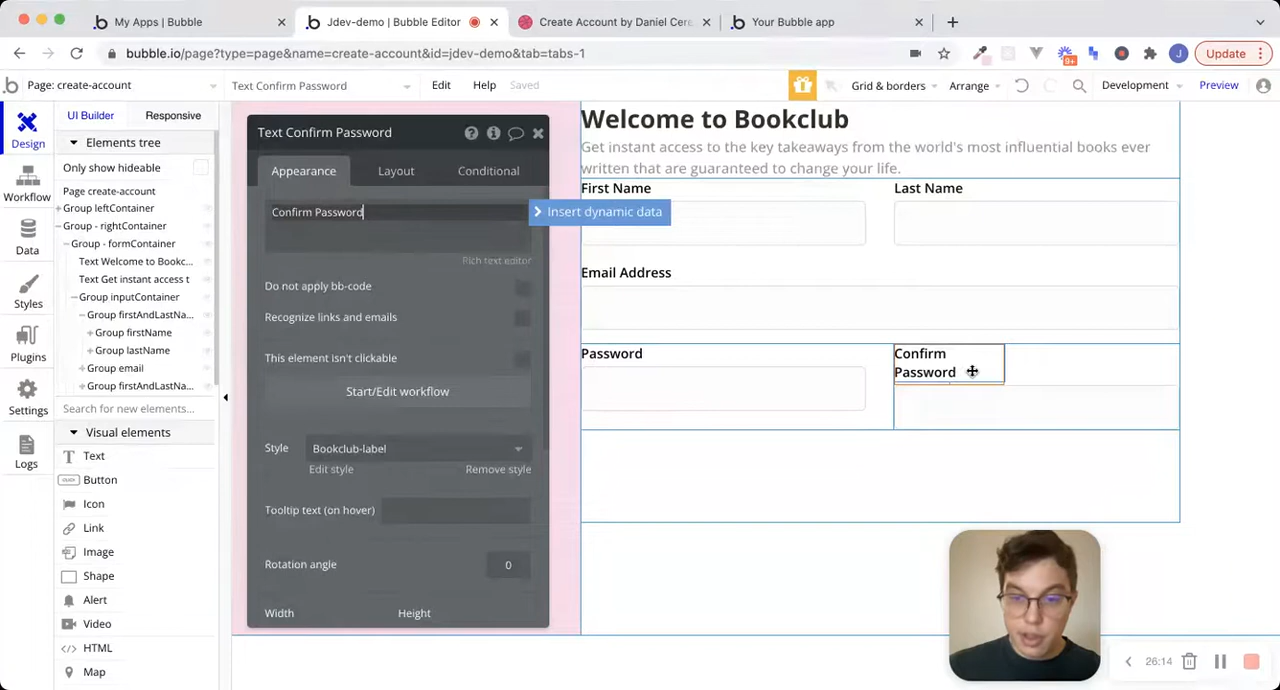 My Apps | Bubble
Jdev-demo | Bubble Editor
Create Account by Daniel Cere
Your Bubble app
bubble.io/page?type=page&name=create-account&id=jdev-demo&tab=tabs-1
9+
J
Update
Page: create-account
Text Confirm Password
Edit
Help
Saved
Grid & borders
Arrange
Development
Preview
Design
Workflow
Data
Styles
Plugins
Settings
Logs
UI Builder
Responsive
Elements tree
Only show hideable
Page create-account
Group leftContainer
Group - rightContainer
Group - formContainer
Text Welcome to Bookc...
Text Get instant access t
Group inputContainer
Group firstAndLastNa...
Group firstName
Group lastName
Group email
Group firstAndLastNa...
Search for new elements...
Visual elements
Text
Button
Icon
Link
Image
Shape
Alert
Video
HTML
Map
Text Confirm Password
Appearance
Layout
Conditional
Confirm Password
Insert dynamic data
Rich text editor
Do not apply bb-code
Recognize links and emails
This element isn't clickable
Start/Edit workflow
Style
Bookclub-label
Edit style
Remove style
Tooltip text (on hover)
Rotation angle
0
Width
Height
Welcome to Bookclub
Get instant access to the key takeaways from the world's most influential books ever
written that are guaranteed to change your life.
First Name
Last Name
Email Address
Password
Confirm
Password
26:14